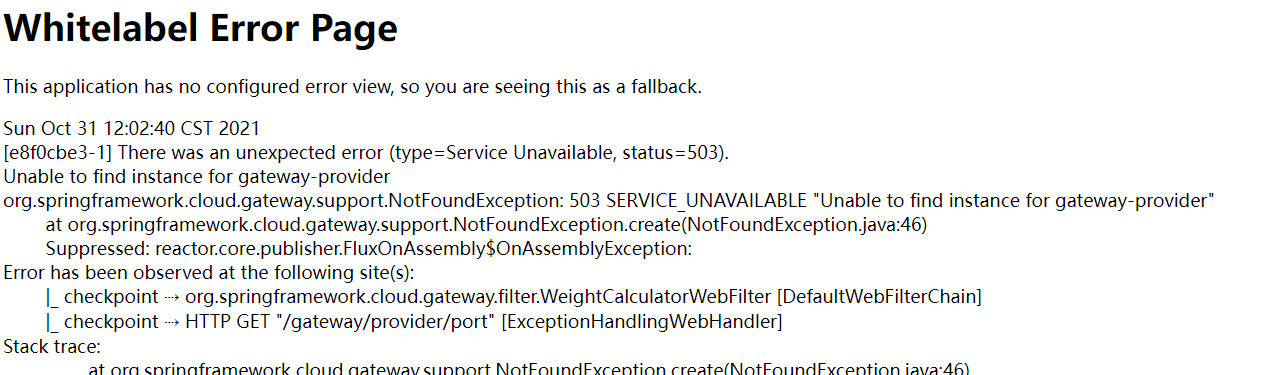 Whitelabel Error Page
This application has no configured error view, so you are seeing this as a fallback.
Sun Oct 31 12:02:40 CST 2021
[e8f0cbe3-1] There was an unexpected error (type=Service Unavailable, status=503).
Unable to find instance for gateway-provider
org.springframework.cloud.gateway.support.NotFoundException: 503 SERVICE_UNAVAILABLE "Unable to find instance for gateway-provider"
at org.springframework.cloud.gateway.support.NotFoundException.create(NotFoundException.java:46)
Suppressed: reactor.core.publisher.FluxOnAssembly$OnAssemblyException:
Error has been observed at the following site(s):
|_ checkpoint ⇢ org.springframework.cloud.gateway.filter.WeightCalculatorWebFilter [DefaultWebFilterChain]
|_ checkpoint ⇢ HTTP GET "/gateway/provider/port" [ExceptionHandlingWebHandler]
Stack trace:
at org.springframework.cloud.gateway.support.NotFoundException.create(NotFoundException.java:46)